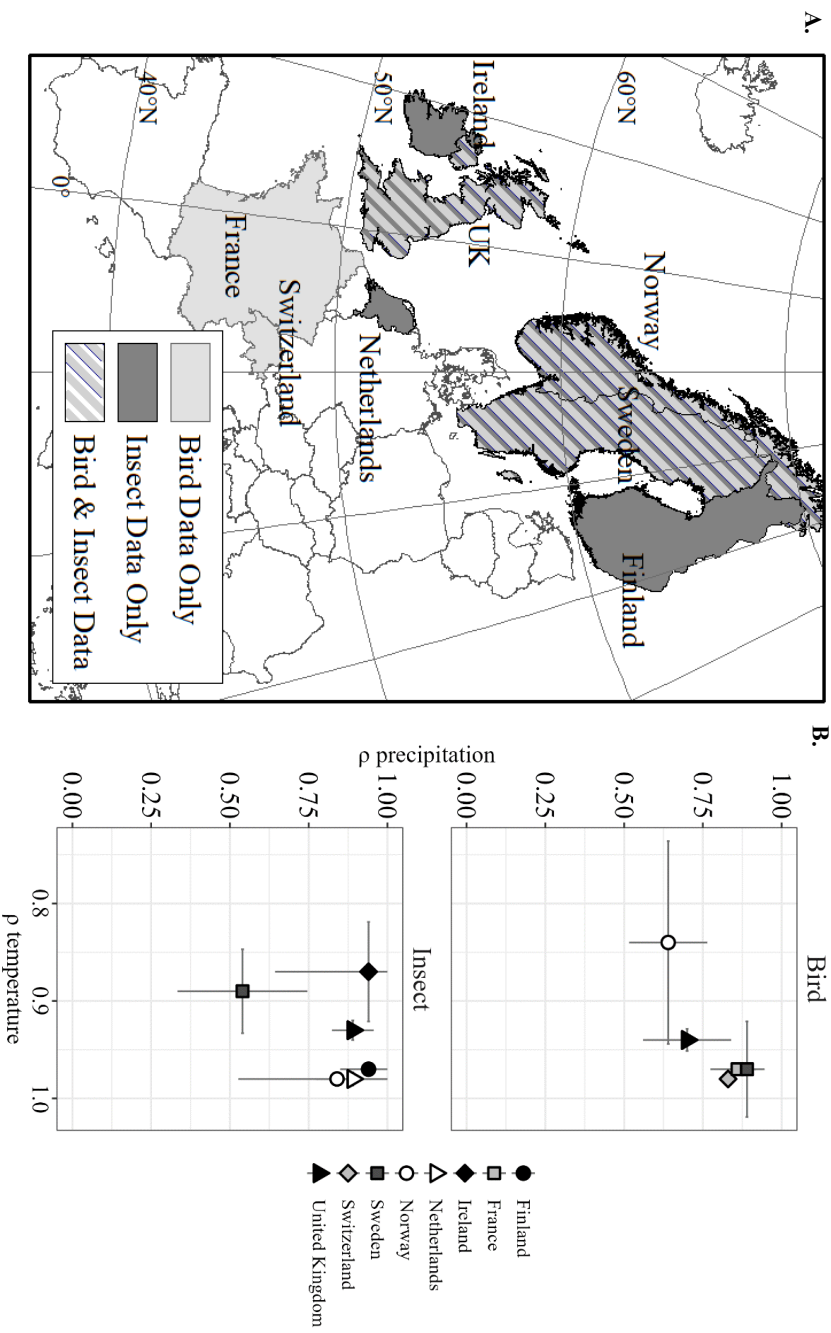 A.
60°N
50°N
40°N
0°
Norway
Sweden
Finland
Ireland
UK
Netherlands
Switzerland
France
Bird Data Only
Insect Data Only
Bird & Insect Data
B.
Bird
1.00
0.75
0.50
0.25
0.00
Insect
1.00
0.75
0.50
0.25
0.00
ρ precipitation
0.8
0.9
1.0
ρ temperature
Finland
France
Ireland
Netherlands
Norway
Sweden
Switzerland
United Kingdom